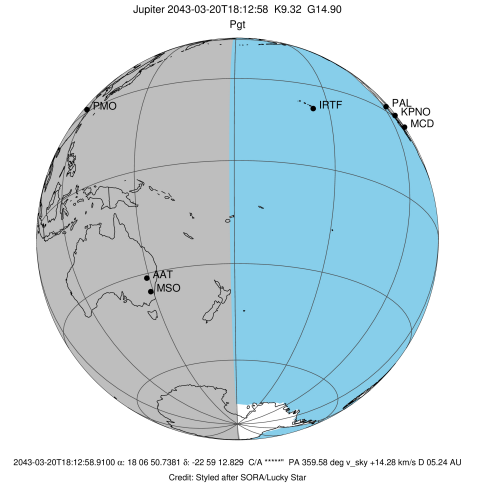 Jupiter 2043-03-20T18:12:58 K9.32 G14.90
Pgt
PMO
IRTF
PAL
KPNO
MCD
AAT
MSO
2043-03-20T18:12:58.9100 α: 18 06 50.7381 δ: -22 59 12.829 C/A *****" PA 359.58 deg v_sky +14.28 km/s D 05.24 AU
Credit: Styled after SORA/Lucky Star